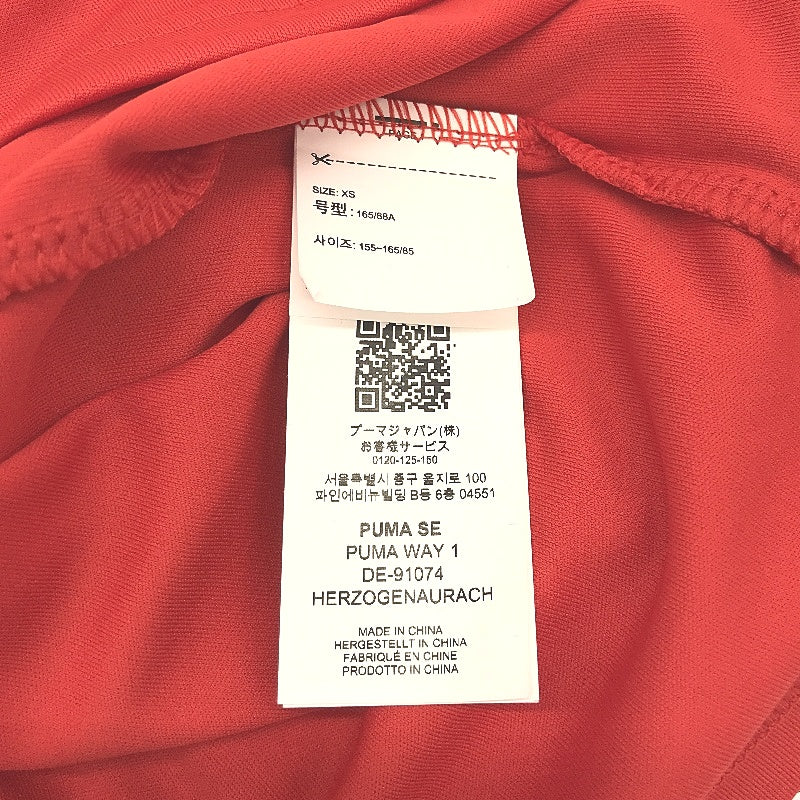 PAGE
SIZE: XS
号型: 165/68A
사이즈: 155~165/85
プーマジャパン(株)
お客様サービス
0120-125-150
서울특별시 중구 을지로 100
파인에비뉴빌딩 B동 6층 04551
PUMA SE
PUMA WAY 1
DE-91074
HERZOGENAURACH
MADE IN CHINA
HERGESTELLT IN CHINA
FABRIQUÉ EN CHINE
PRODOTTO IN CHINA